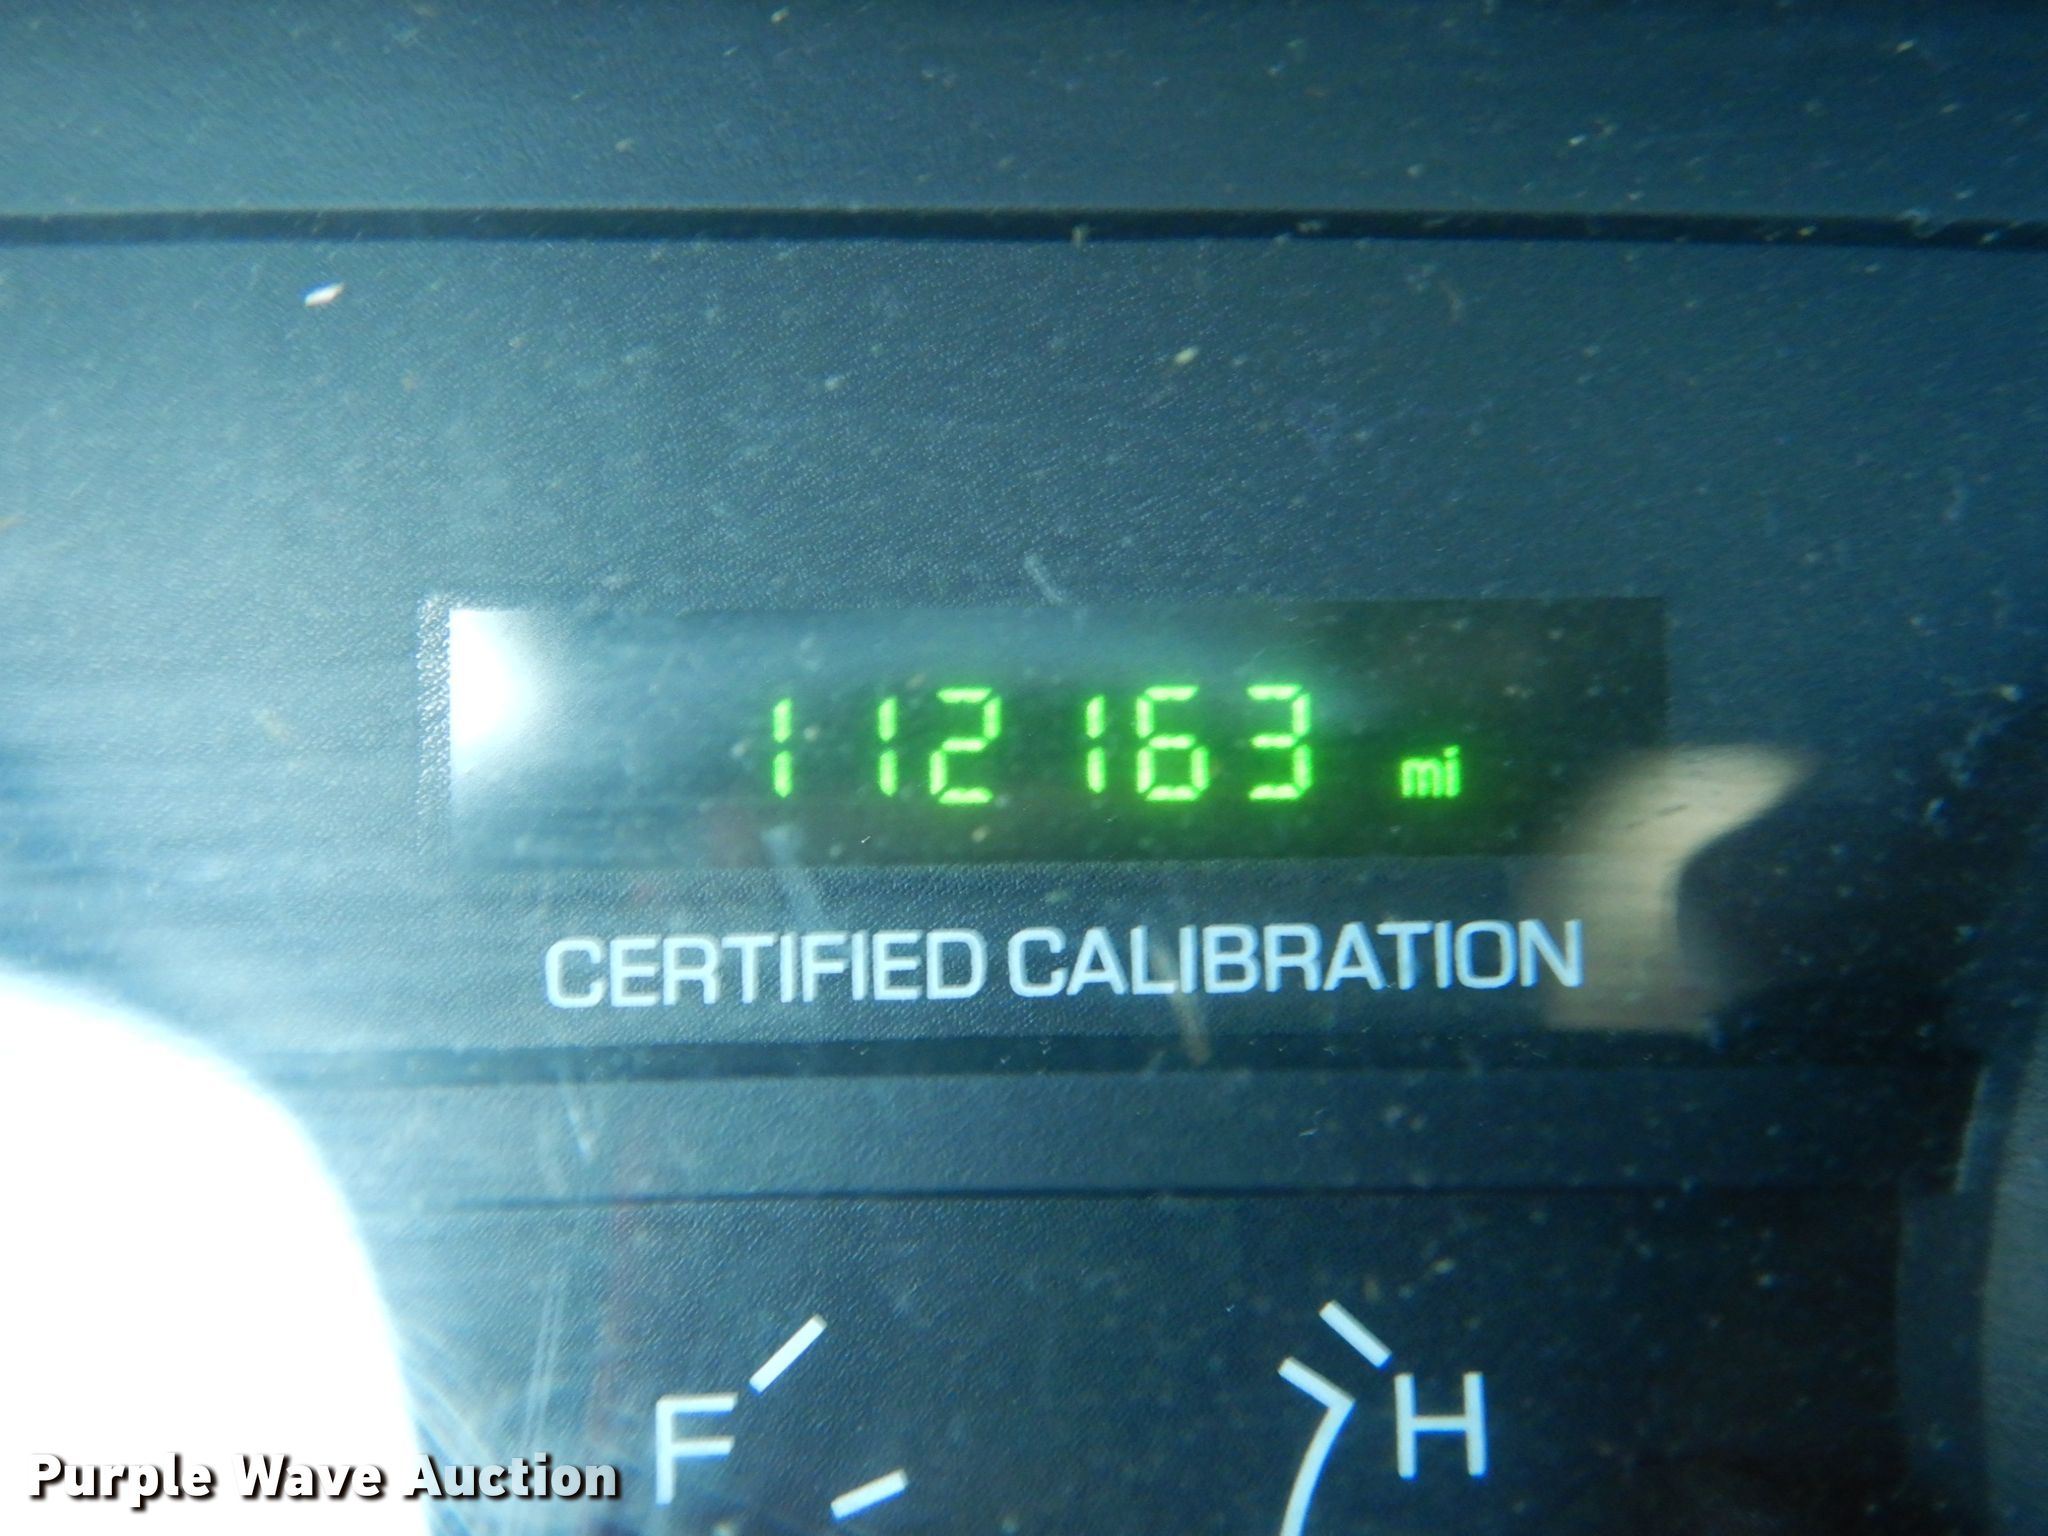 112163 mi
CERTIFIED CALIBRATION
F H
Purple Wave Auction